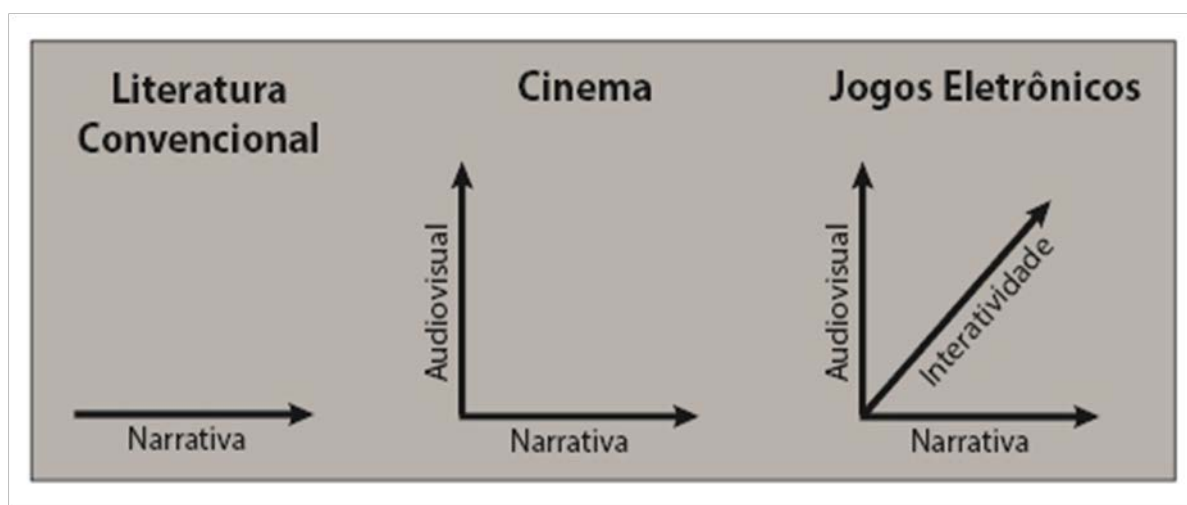 Literatura
Convencional
Cinema
Jogos Eletrônicos
Narrativa
Audiovisual
Narrativa
Audiovisual
Interatividade
Narrativa